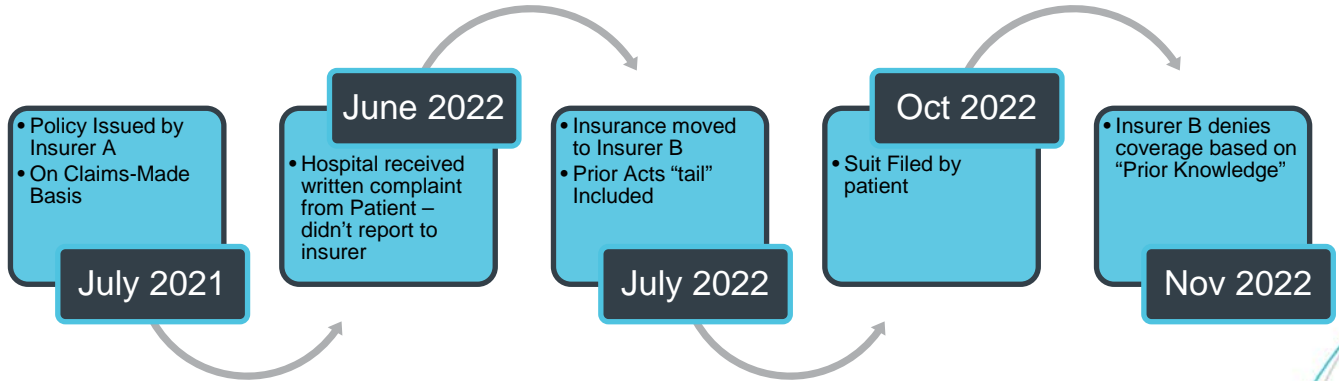 • Policy Issued by
Insurer A
• On Claims-Made
Basis
July 2021
June 2022
• Hospital received
written complaint
from Patient –
didn't report to
insurer
• Insurance moved
to Insurer B
• Prior Acts “tail”
Included
July 2022
Oct 2022
• Suit Filed by
patient
• Insurer B denies
coverage based on
“Prior Knowledge”
Nov 2022